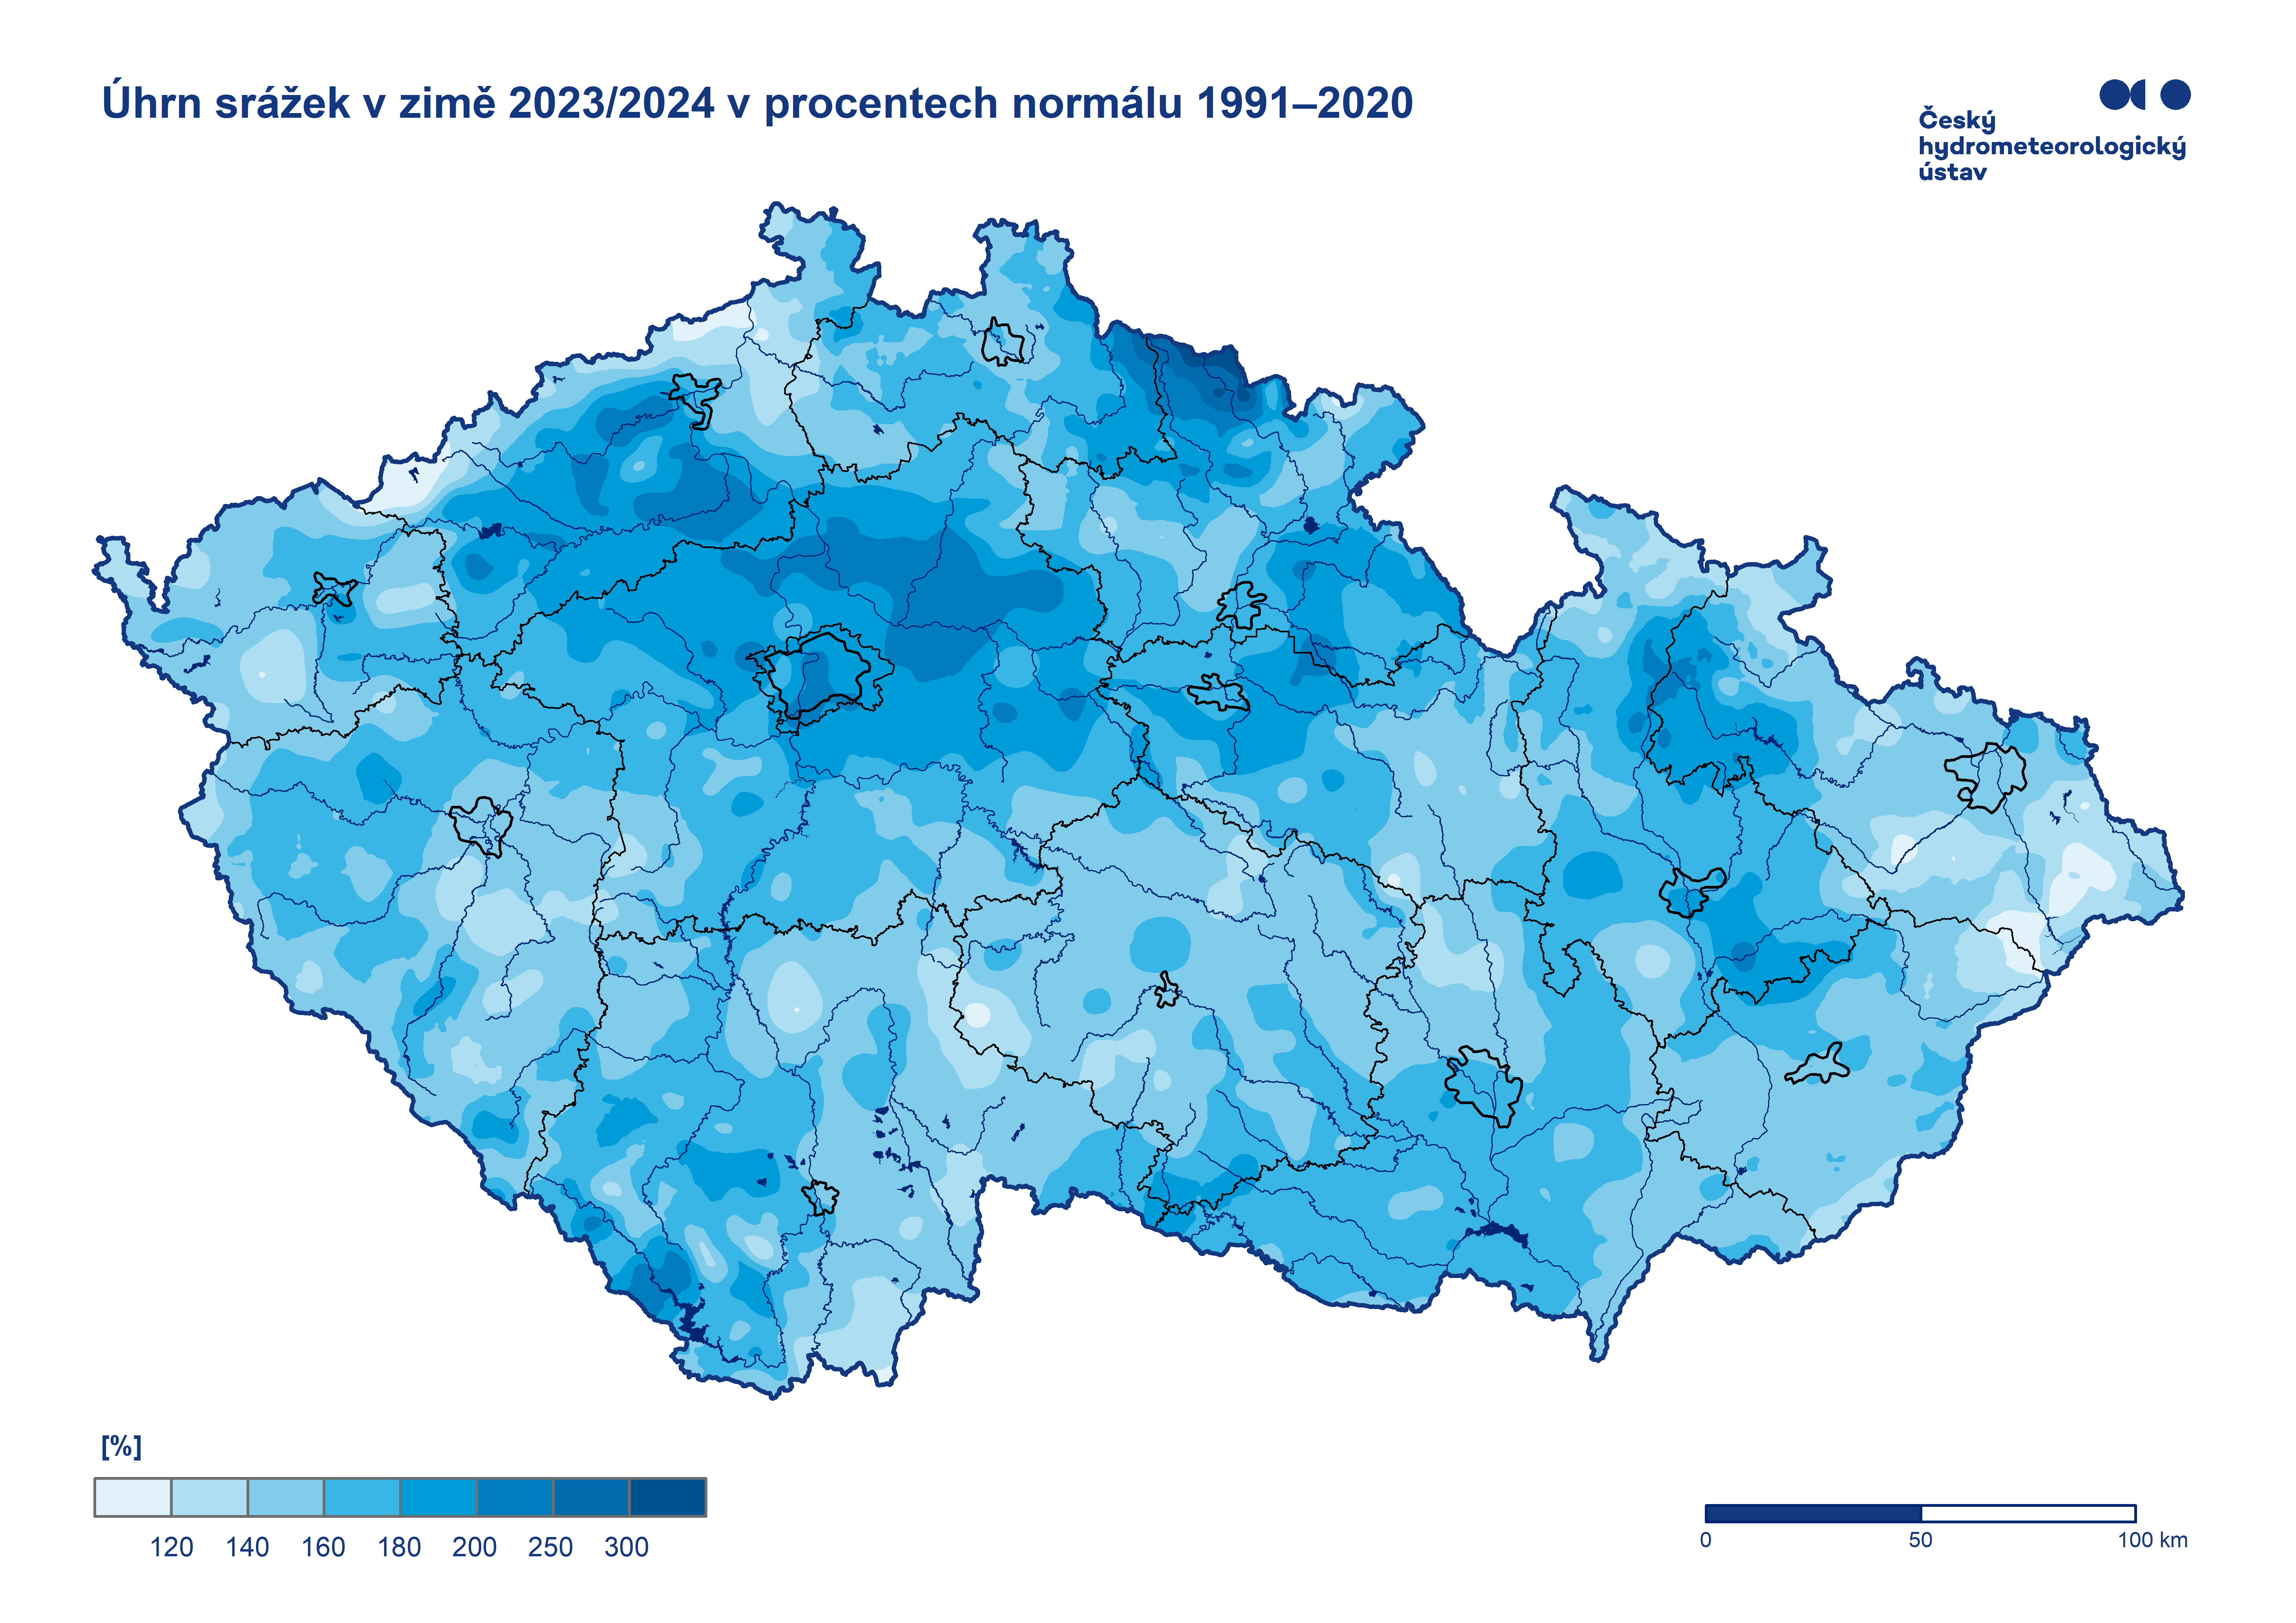 Úhrn srážek v zimě 2023/2024 v procentech normálu 1991–2020
Český
hydrometeorologický
ústav
[%]
120 140 160 180 200 250 300
0 50 100 km